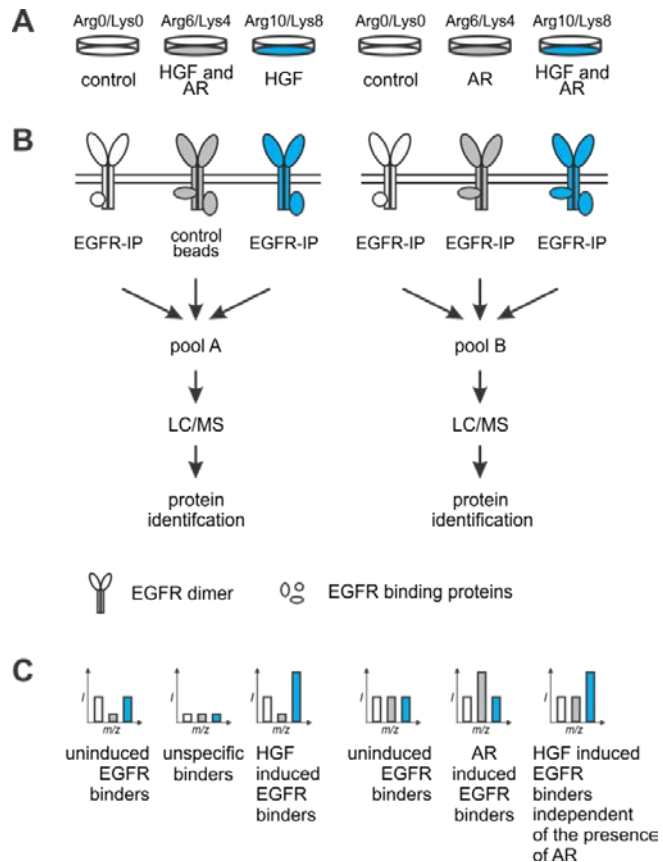 A
Arg0/Lys0 Arg6/Lys4 Arg10/Lys8 Arg0/Lys0 Arg6/Lys4 Arg10/Lys8
control HGF and AR HGF control AR HGF and AR
B
EGFR-IP control beads EGFR-IP EGFR-IP EGFR-IP EGFR-IP
pool A pool B
LC/MS LC/MS
protein identifcation protein identification
EGFR dimer EGFR binding proteins
C
I I I I I I
m/z m/z m/z m/z m/z m/z
uninduced EGFR binders
unspecific binders
HGF induced EGFR binders
uninduced EGFR binders
AR induced EGFR binders
HGF induced EGFR binders independent of the presence of AR